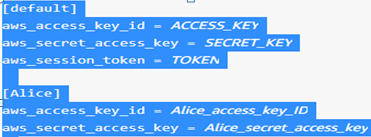 [default]
aws_access_key_id = ACCESS_KEY
aws_secret_access_key = SECRET_KEY
aws_session_token = TOKEN
[Alice]
aws_access_key_id = Alice_access_key_ID
aws_secret_access_key = Alice_secret_access_key